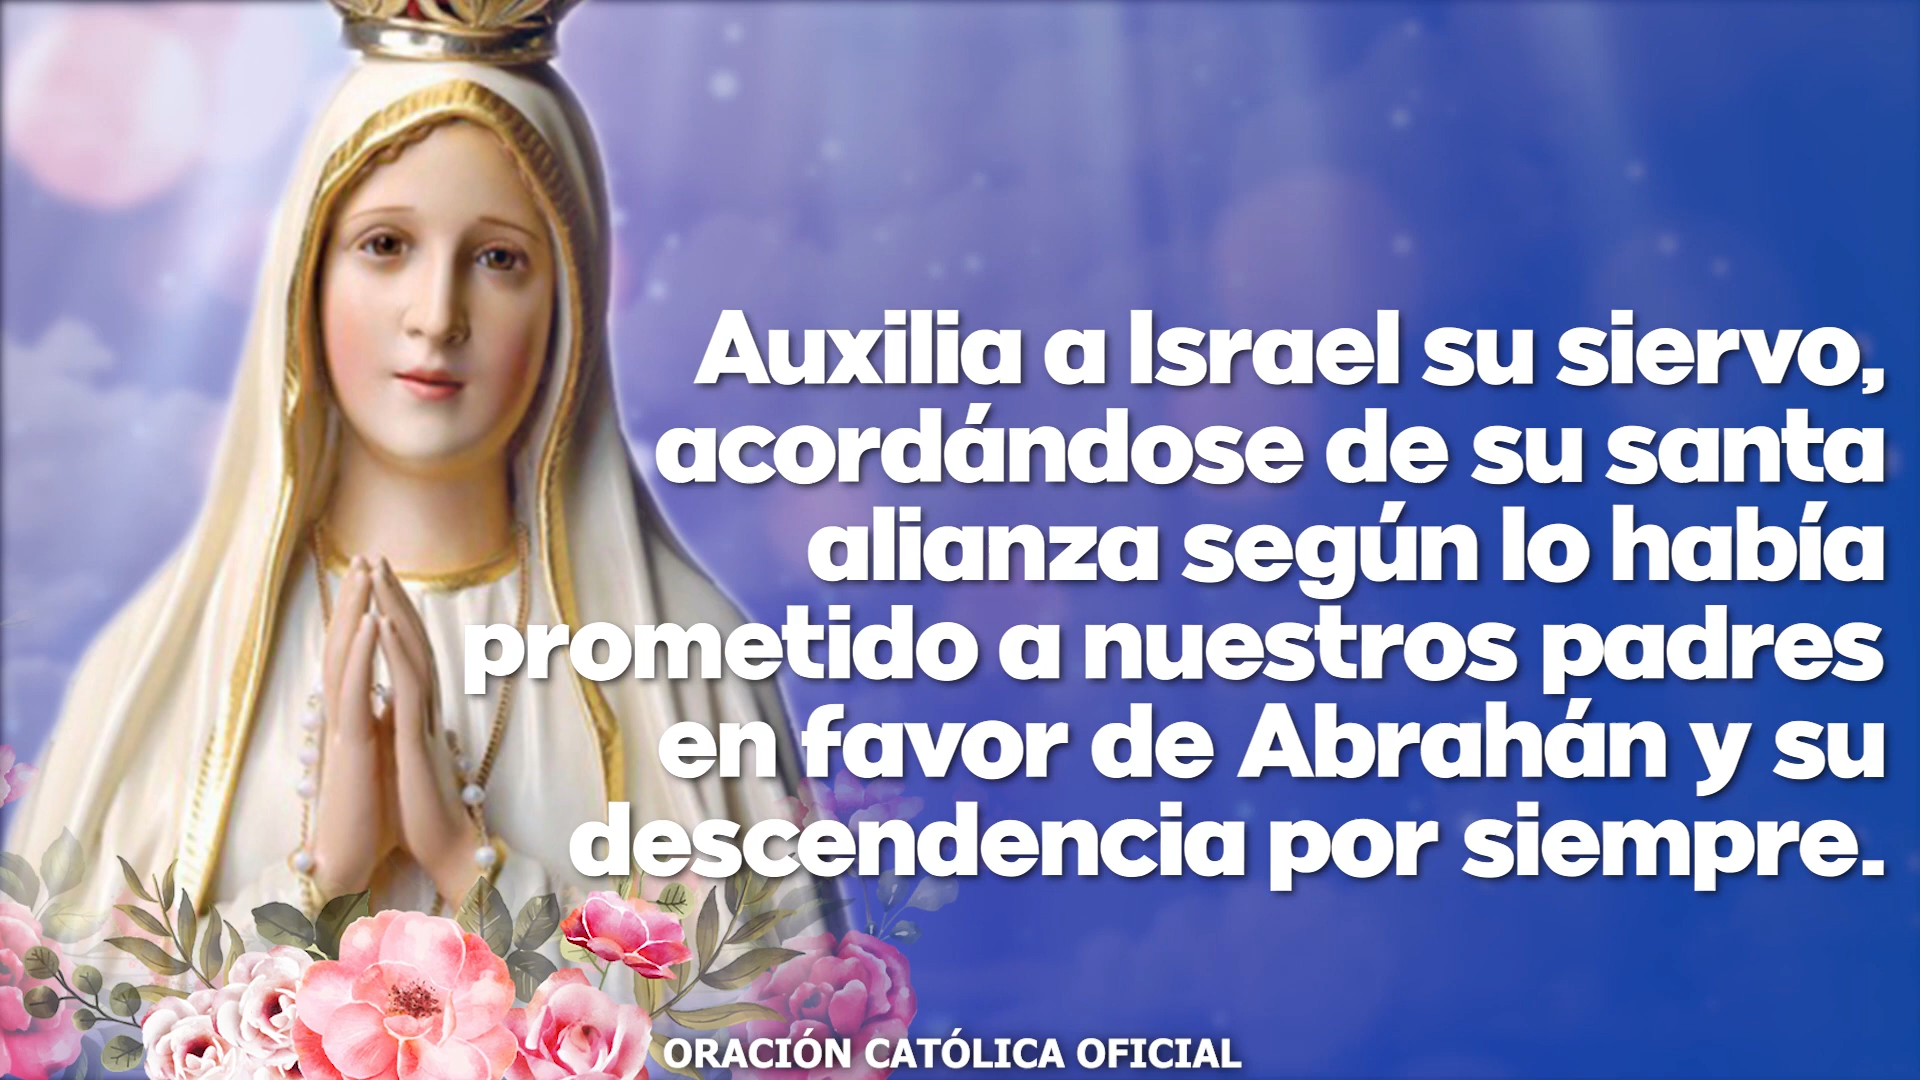 Auxilia a Israel su siervo,
acordándose de su santa
alianza según lo había
prometido a nuestros padres
en favor de Abrahán y su
descendencia por siempre.
ORACIÓN CATÓLICA OFICIAL